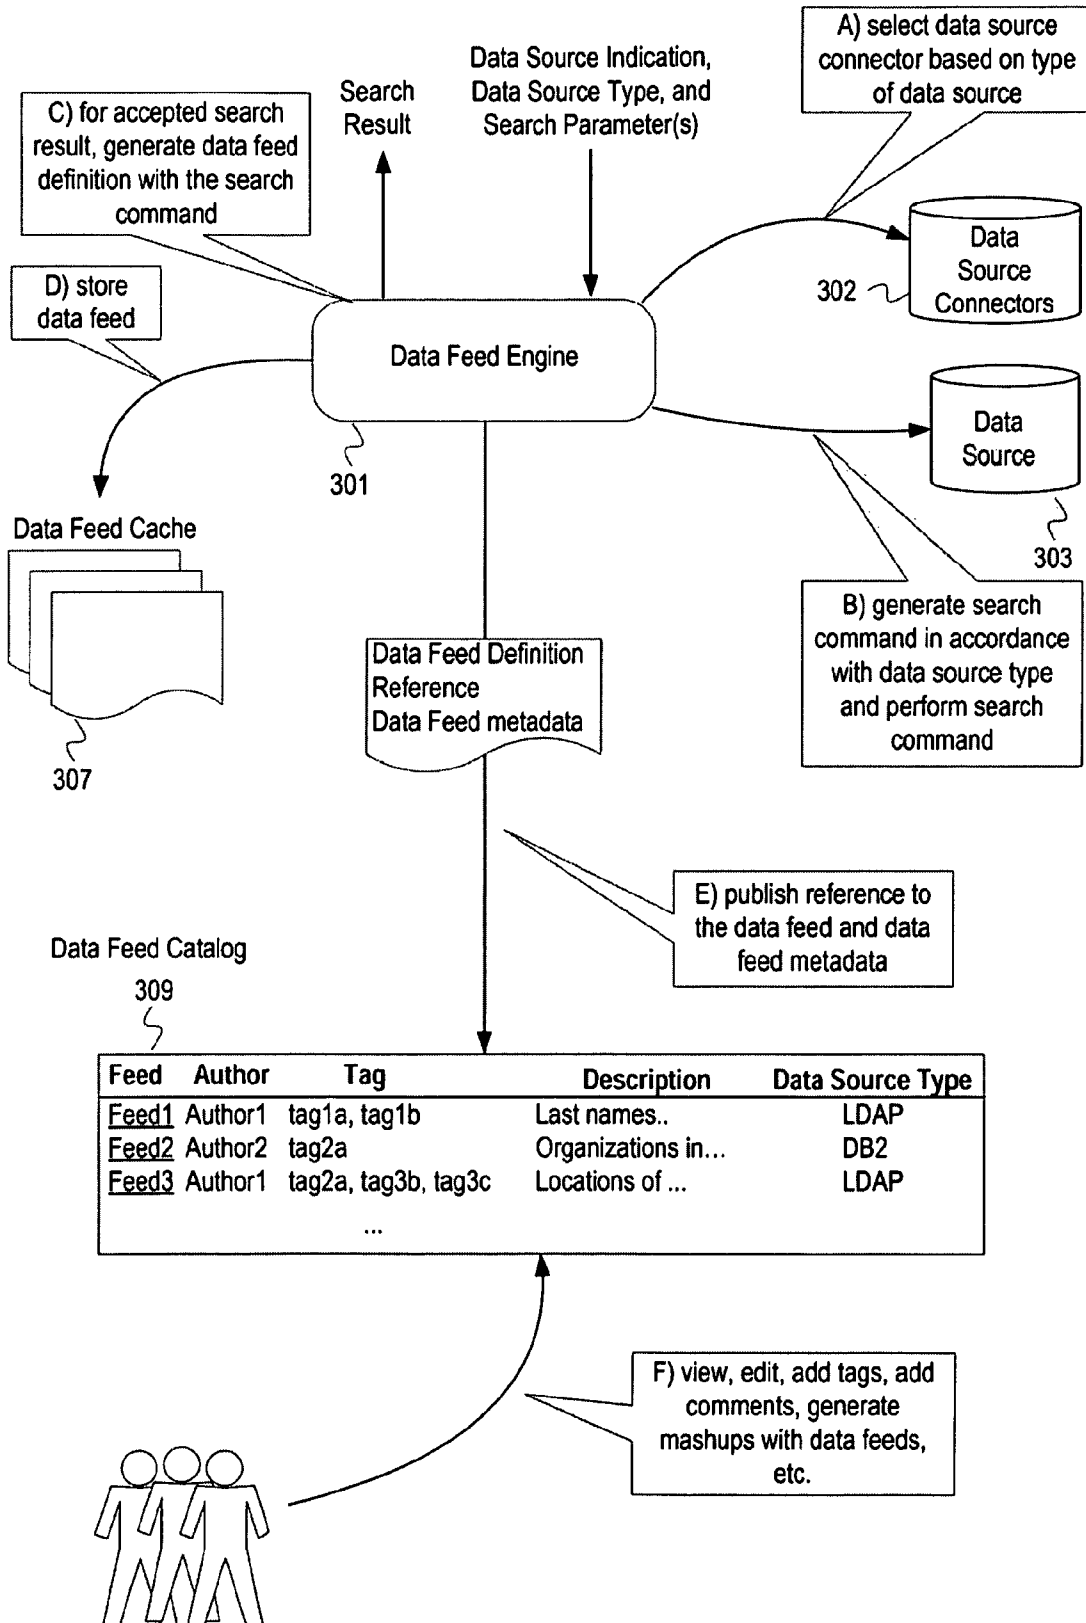 A) select data source
connector based on type
of data source
Data Source Indication,
Data Source Type, and
Search Parameter(s)
Search
Result
C) for accepted search
result, generate data feed
definition with the search
command
Data
Source
Connectors
302
D) store
data feed
Data Feed Engine
301
Data
Source
303
Data Feed Cache
307
B) generate search
command in accordance
with data source type
and perform search
command
Data Feed Definition
Reference
Data Feed metadata
E) publish reference to
the data feed and data
feed metadata
Data Feed Catalog
309
Feed Author Tag Description Data Source Type
Feed1 Author1 tag1a, tag1b Last names.. LDAP
Feed2 Author2 tag2a Organizations in... DB2
Feed3 Author1 tag2a, tag3b, tag3c Locations of ... LDAP
...
F) view, edit, add tags, add
comments, generate
mashups with data feeds,
etc.